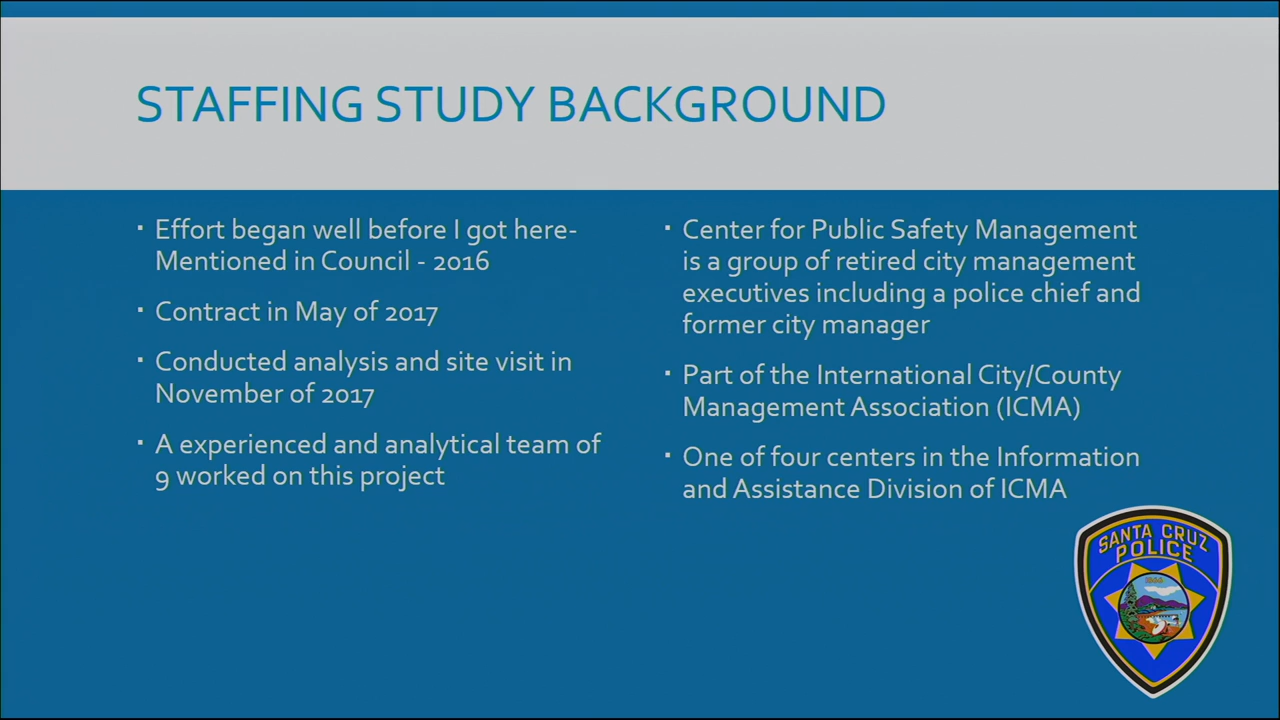 STAFFING STUDY BACKGROUND
▪ Effort began well before I got here-
Mentioned in Council - 2016
▪ Contract in May of 2017
▪ Conducted analysis and site visit in
November of 2017
▪ A experienced and analytical team of
9 worked on this project
▪ Center for Public Safety Management
is a group of retired city management
executives including a police chief and
former city manager
▪ Part of the International City/County
Management Association (ICMA)
▪ One of four centers in the Information
and Assistance Division of ICMA
SANTA CRUZ
POLICE
1866